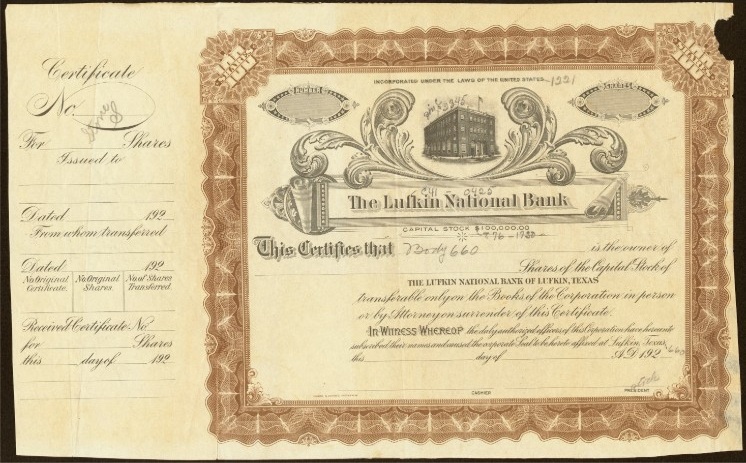 Certificate
No.
For Shares
Issued to
Dated 192
From whom transferred
Dated 192
No Original Certificate.
No Original Shares.
No of Shares Transferred.
Received Certificate No
for Shares
this day of 192
INCORPORATED UNDER THE LAWS OF THE UNITED STATES 1221
NUMBER
SHARES
The Lufkin National Bank
CAPITAL STOCK $100,000.00
This Certifies that Body 660 is the owner of
Shares of the Capital Stock of
THE LUFKIN NATIONAL BANK OF LUFKIN, TEXAS
transferable only on the Books of the Corporation in person
or by Attorney on surrender of this Certificate.
IN WITNESS WHEREOF the duly authorized officers of this Corporation have hereunto
subscribed their names and caused the corporate Seal to be hereto affixed at Lufkin, Texas,
this day of A.D. 192
CASHIER
PRESIDENT